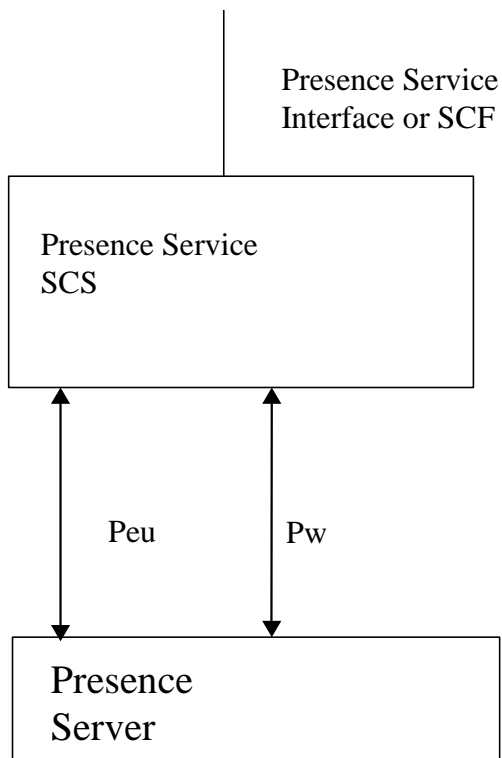 Presence Service
Interface or SCF
Presence Service
SCS
Peu
Pw
Presence
Server